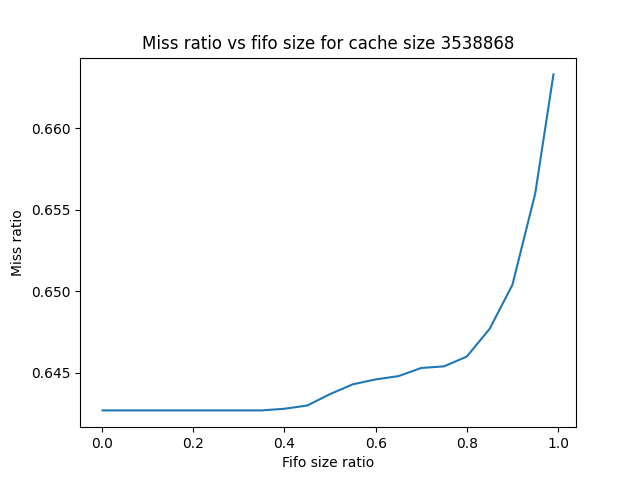 Miss ratio vs fifo size for cache size 3538868
Miss ratio
0.660
0.655
0.650
0.645
0.0 0.2 0.4 0.6 0.8 1.0
Fifo size ratio